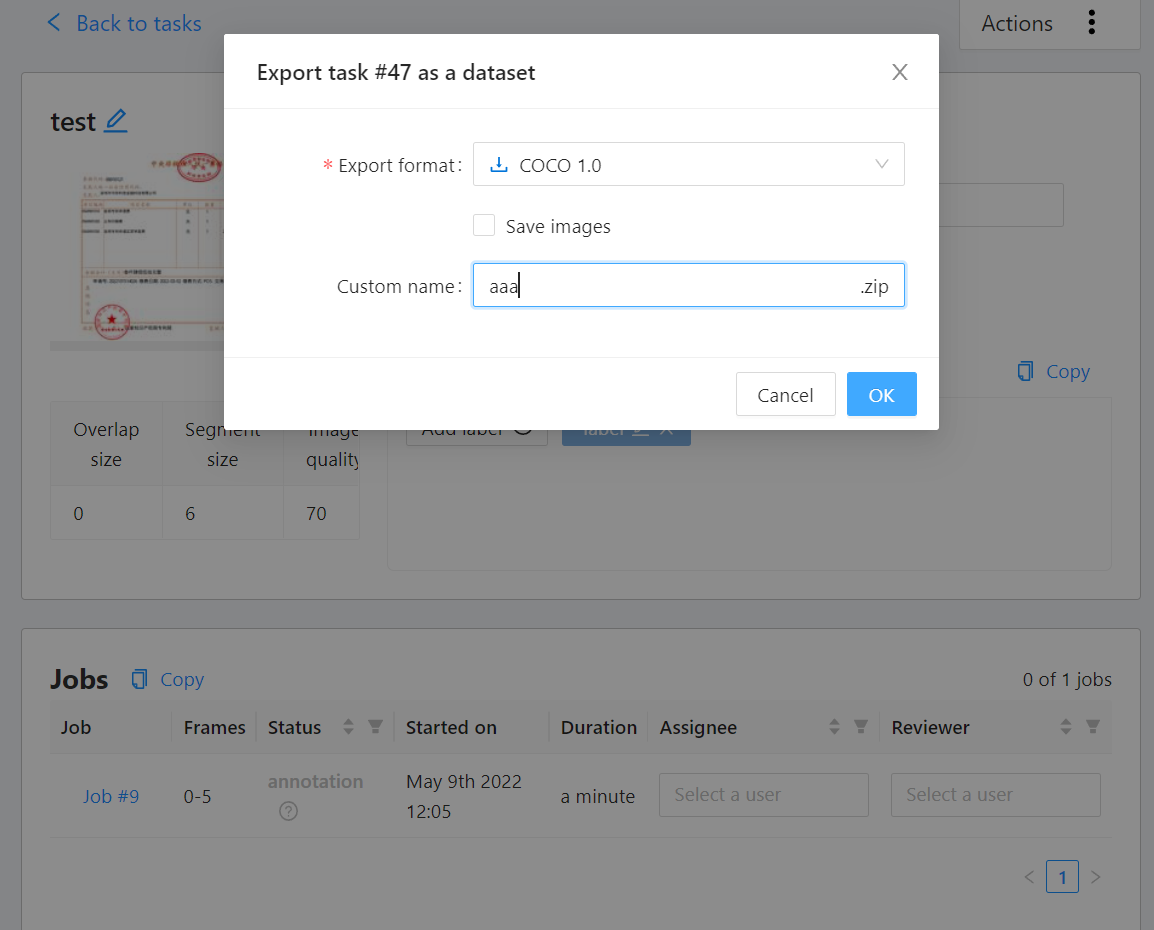 Back to tasks
Actions
Export task #47 as a dataset
test
* Export format: COCO 1.0
Save images
Custom name: aaa .zip
Copy
Cancel OK
Overlap size
Segment size
Image quality
Add label
label
0 6 70
Jobs Copy
0 of 1 jobs
Job Frames Status Started on Duration Assignee Reviewer
Job #9 0-5 annotation May 9th 2022 12:05 a minute Select a user Select a user
1